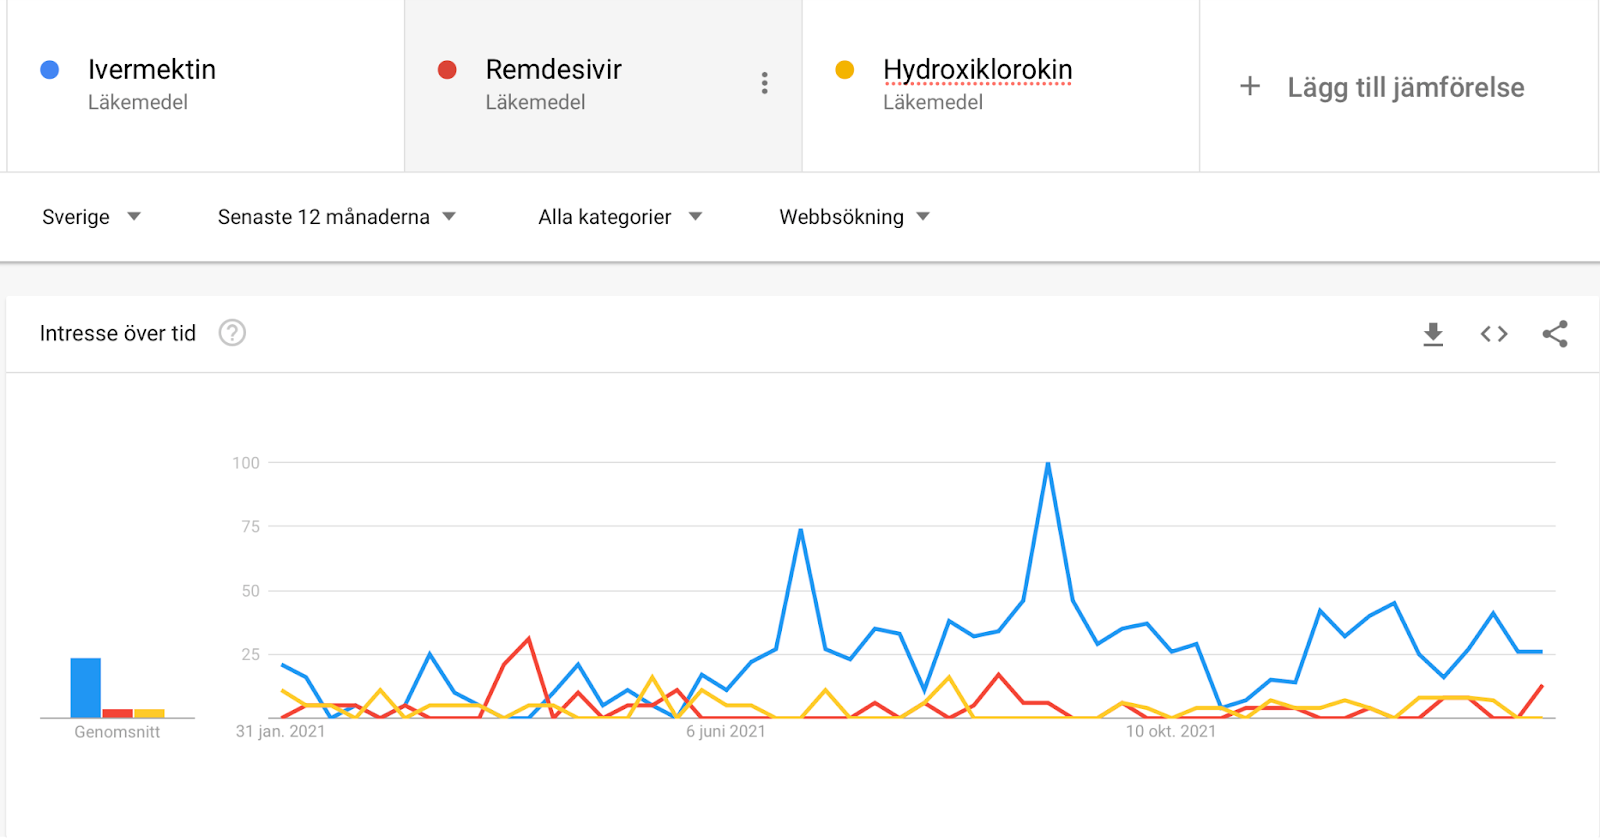 Ivermektin
Läkemedel
Remdesivir
Läkemedel
Hydroxiklorokin
Läkemedel
+ Lägg till jämförelse
Sverige
Senaste 12 månaderna
Alla kategorier
Webbsökning
Intresse över tid
?
100
75
50
25
Genomsnitt
31 jan. 2021
6 juni 2021
10 okt. 2021